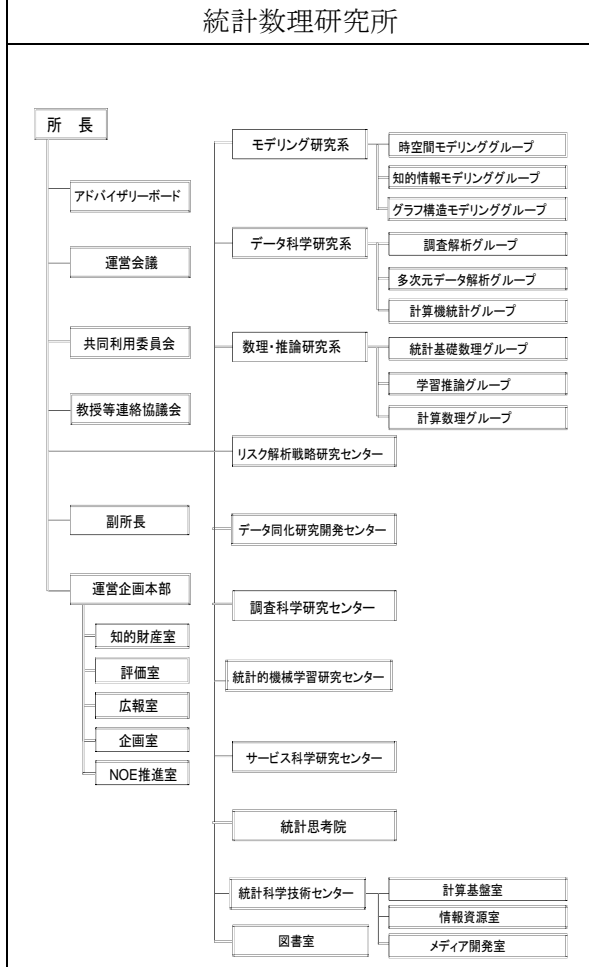 統計数理研究所
所　長
アドバイザリーボード
運営会議
共同利用委員会
教授等連絡協議会
副所長
運営企画本部
知的財産室
評価室
広報室
企画室
NOE推進室
モデリング研究系
時空間モデリンググループ
知的情報モデリンググループ
グラフ構造モデリンググループ
データ科学研究系
調査解析グループ
多次元データ解析グループ
計算機統計グループ
数理・推論研究系
統計基礎数理グループ
学習推論グループ
計算数理グループ
リスク解析戦略研究センター
データ同化研究開発センター
調査科学研究センター
統計的機械学習研究センター
サービス科学研究センター
統計思考院
統計科学技術センター
計算基盤室
情報資源室
メディア開発室
図書室